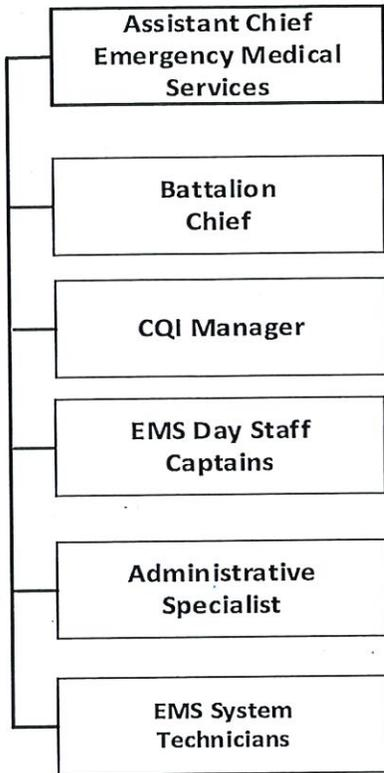 Assistant Chief
Emergency Medical
Services
Battalion
Chief
CQI Manager
EMS Day Staff
Captains
Administrative
Specialist
EMS System
Technicians